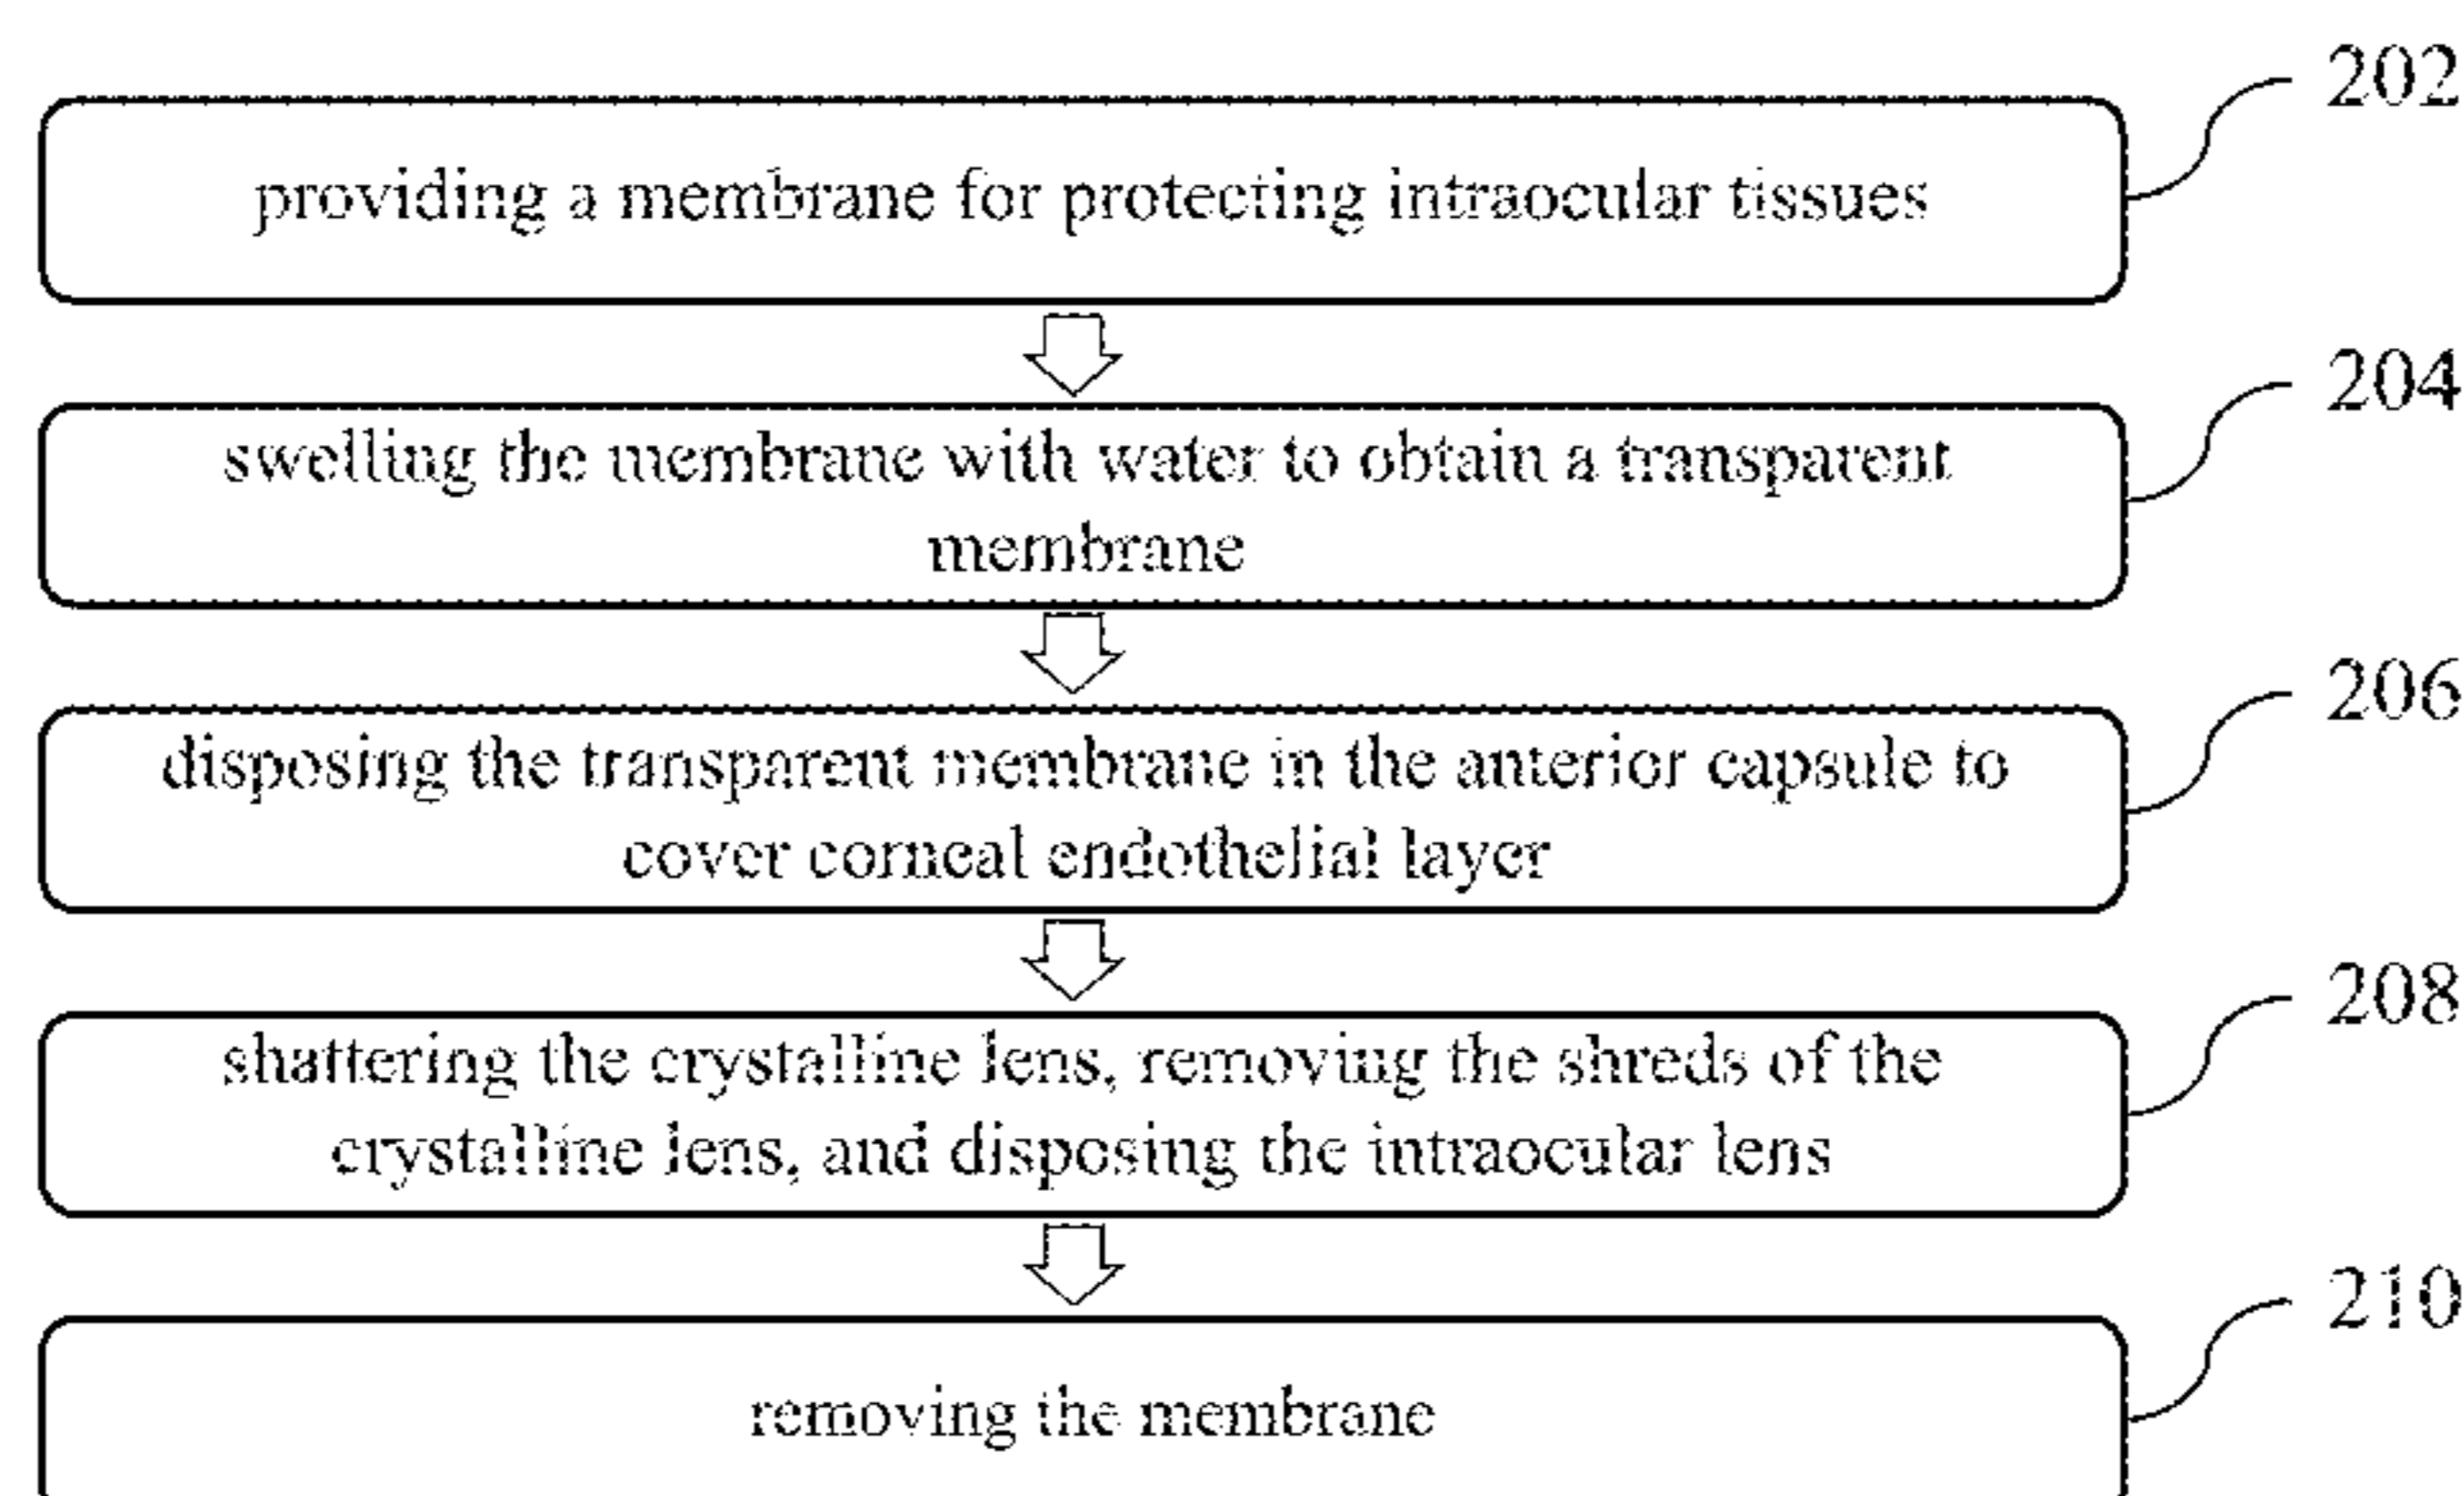 202
providing a membrane for protecting intraocular tissues
204
swelling the membrane with water to obtain a transparent
membrane
206
disposing the transparent membrane in the anterior capsule to
cover corneal endothelial layer
208
shattering the crystalline lens, removing the shreds of the
crystalline lens, and disposing the intraocular lens
210
removing the membrane